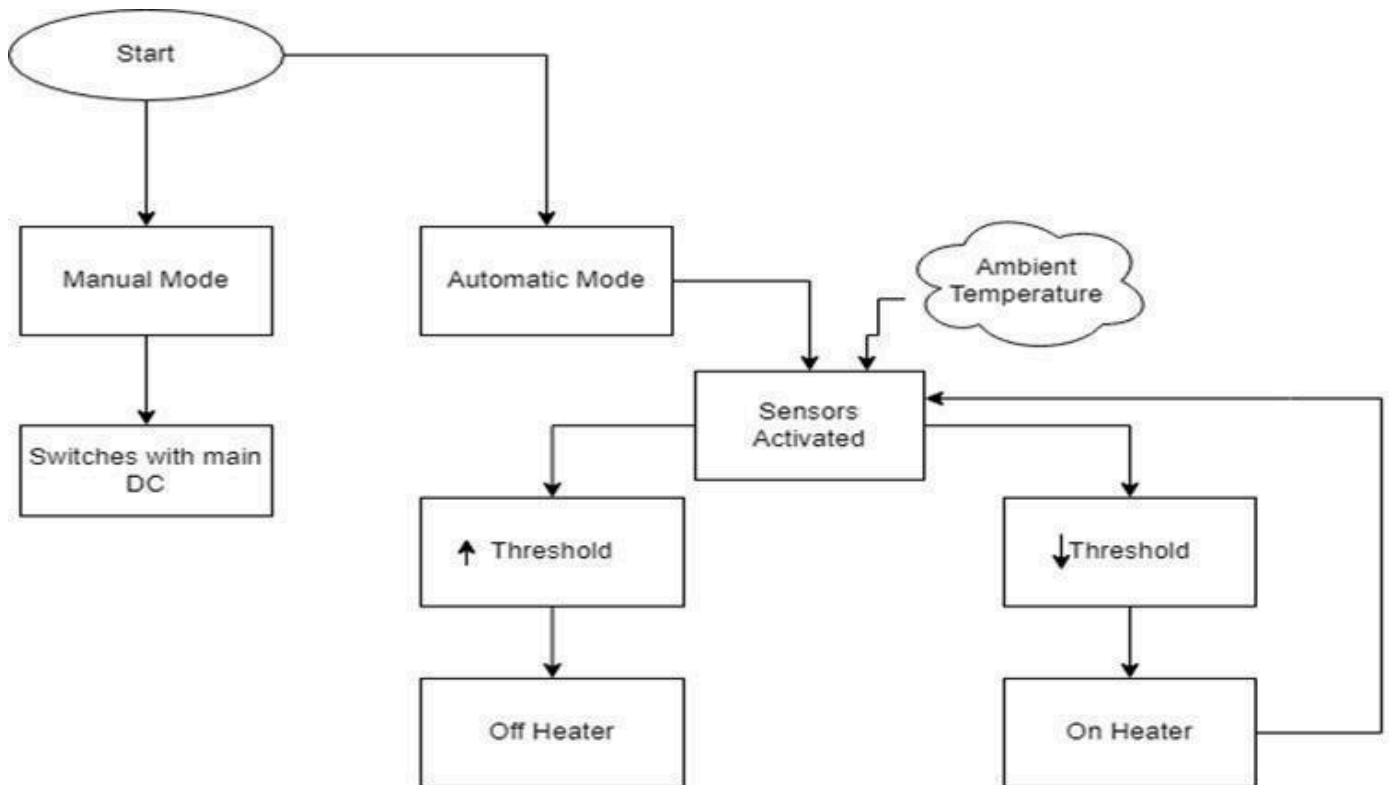 Start
Manual Mode
Automatic Mode
Ambient
Temperature
Switches with main
DC
Sensors
Activated
↑ Threshold
↓Threshold
Off Heater
On Heater